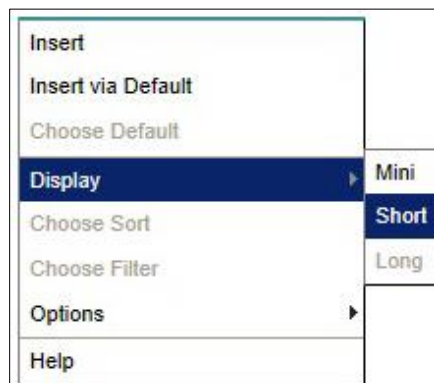 Insert
Insert via Default
Choose Default
Display
Mini
Choose Sort
Short
Choose Filter
Long
Options
Help